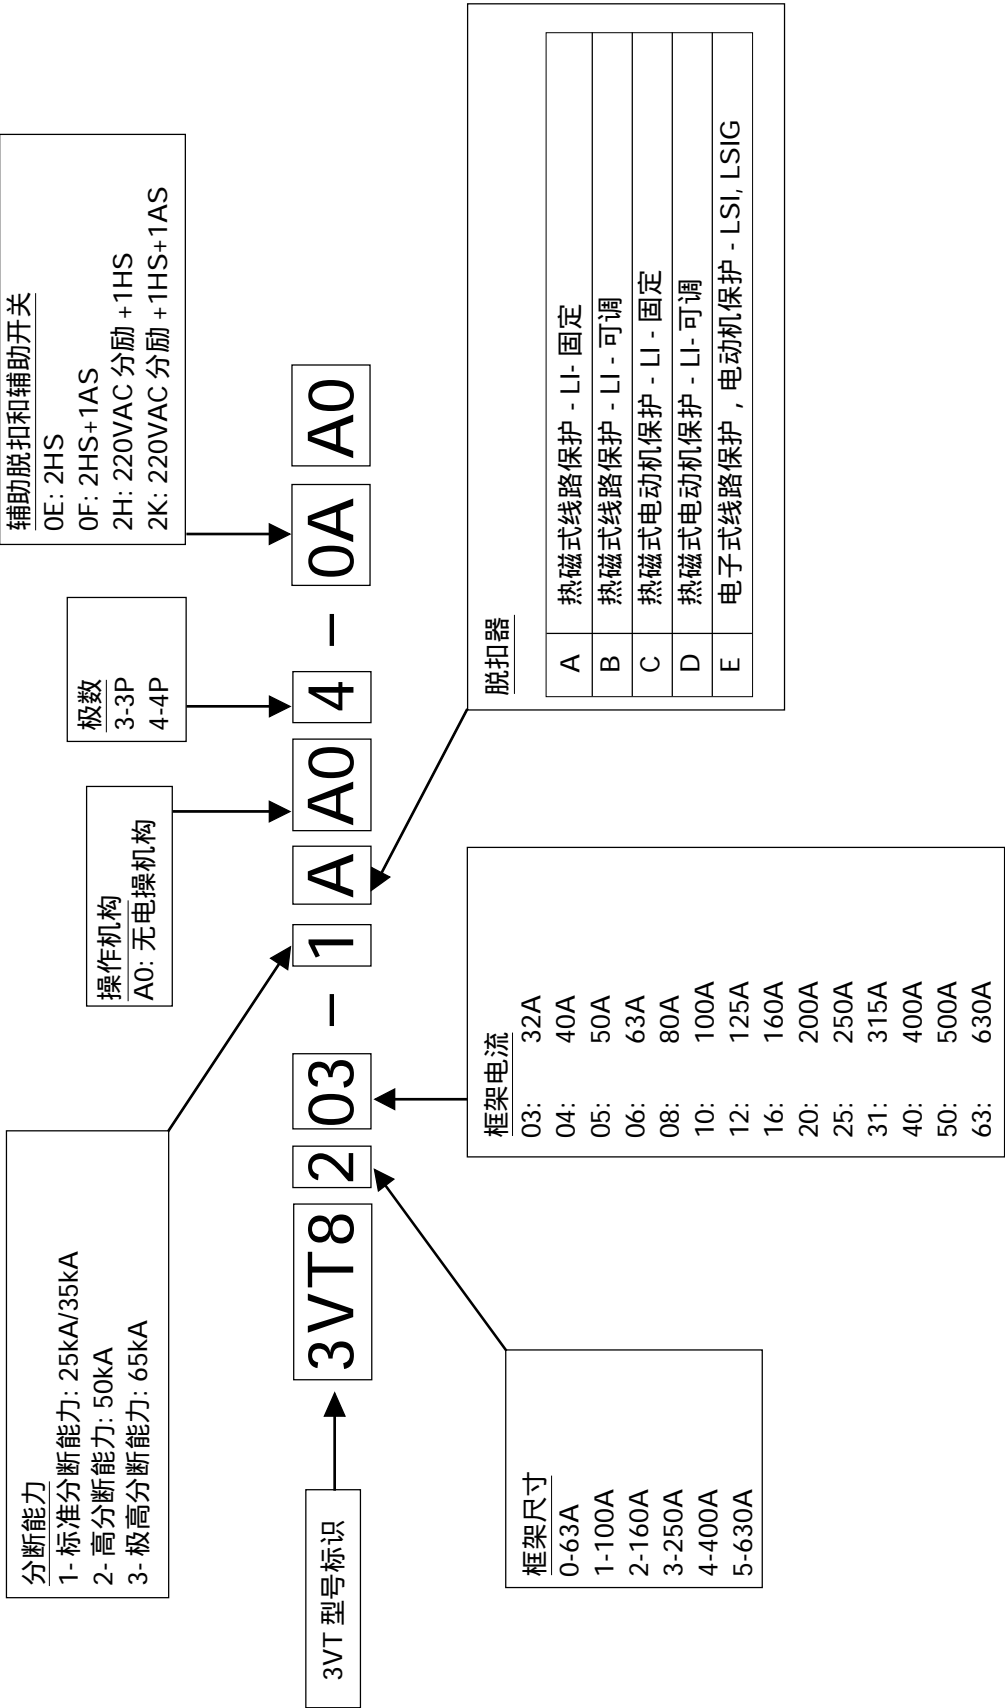 分断能力
1- 标准分断能力: 25kA/35kA
2- 高分断能力: 50kA
3- 极高分断能力: 65kA
操作机构
A0: 无电操机构
极数
3-3P
4-4P
辅助脱扣和辅助开关
0E: 2HS
0F: 2HS+1AS
2H: 220VAC 分励 +1HS
2K: 220VAC 分励 +1HS+1AS
3VT 型号标识
3VT8 2 03 – 1 A A0 4 – 0A A0
框架尺寸
0-63A
1-100A
2-160A
3-250A
4-400A
5-630A
框架电流
03: 32A
04: 40A
05: 50A
06: 63A
08: 80A
10: 100A
12: 125A
16: 160A
20: 200A
25: 250A
31: 315A
40: 400A
50: 500A
63: 630A
脱扣器
A 热磁式线路保护 - LI- 固定
B 热磁式线路保护 - LI - 可调
C 热磁式电动机保护 - LI - 固定
D 热磁式电动机保护 - LI- 可调
E 电子式线路保护 , 电动机保护 - LSI, LSIG